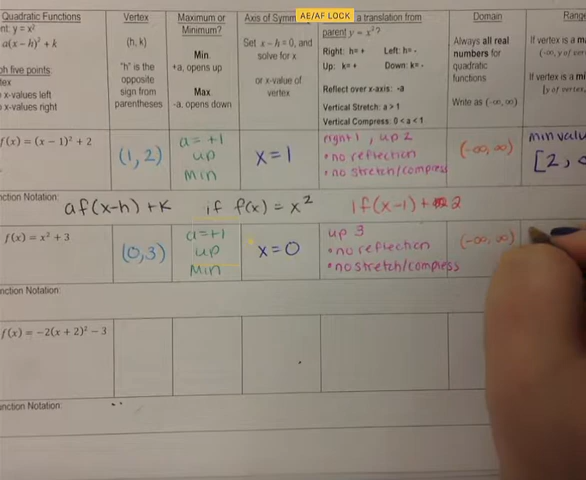 Quadratic Functions
nt: y = x²
a(x − h)² + k
ph five points:
tex
x-values left
x-values right
Vertex
(h, k)
"h" is the
opposite
sign from
parentheses
Maximum or
Minimum?
Min
+a, opens up
Max
-a, opens down
Axis of Symm
Set x − h = 0, and
solve for x
or x-value of
vertex
AE/AF LOCK
a translation from
parent y = x²?
Right: h= + Left: h= -
Up: k= + Down: k= -
Reflect over x-axis: -a
Vertical Stretch: a > 1
Vertical Compress: 0 < a < 1
Domain
Always all real
numbers for
quadratic
functions
Write as (-∞, ∞)
Range
If vertex is a m
(-∞, y
If vertex is a mi
[y of vertex,
f(x) = (x − 1)² + 2
(1, 2)
a = +1
up
min
x = 1
right 1, up 2
• no reflection
• no stretch/compress
(-∞, ∞)
min valu
[2,
nction Notation:
af(x-h)+K if f(x) = x² 1f(x-1)+2
f(x) = x² + 3
(0,3)
a = +1
up
Min
x = 0
up 3
• no reflection
• no stretch/compress
(-∞, ∞)
nction Notation:
f(x) = −2(x + 2)² − 3
nction Notation: